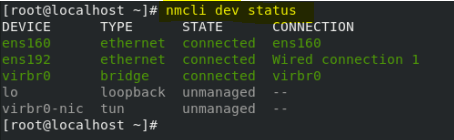 [root@localhost ~]# nmcli dev status
DEVICE      TYPE      STATE      CONNECTION
ens160      ethernet  connected  ens160
ens192      ethernet  connected  Wired connection 1
virbr0      bridge    connected  virbr0
lo          loopback  unmanaged  --
virbr0-nic  tun       unmanaged  --
[root@localhost ~]#